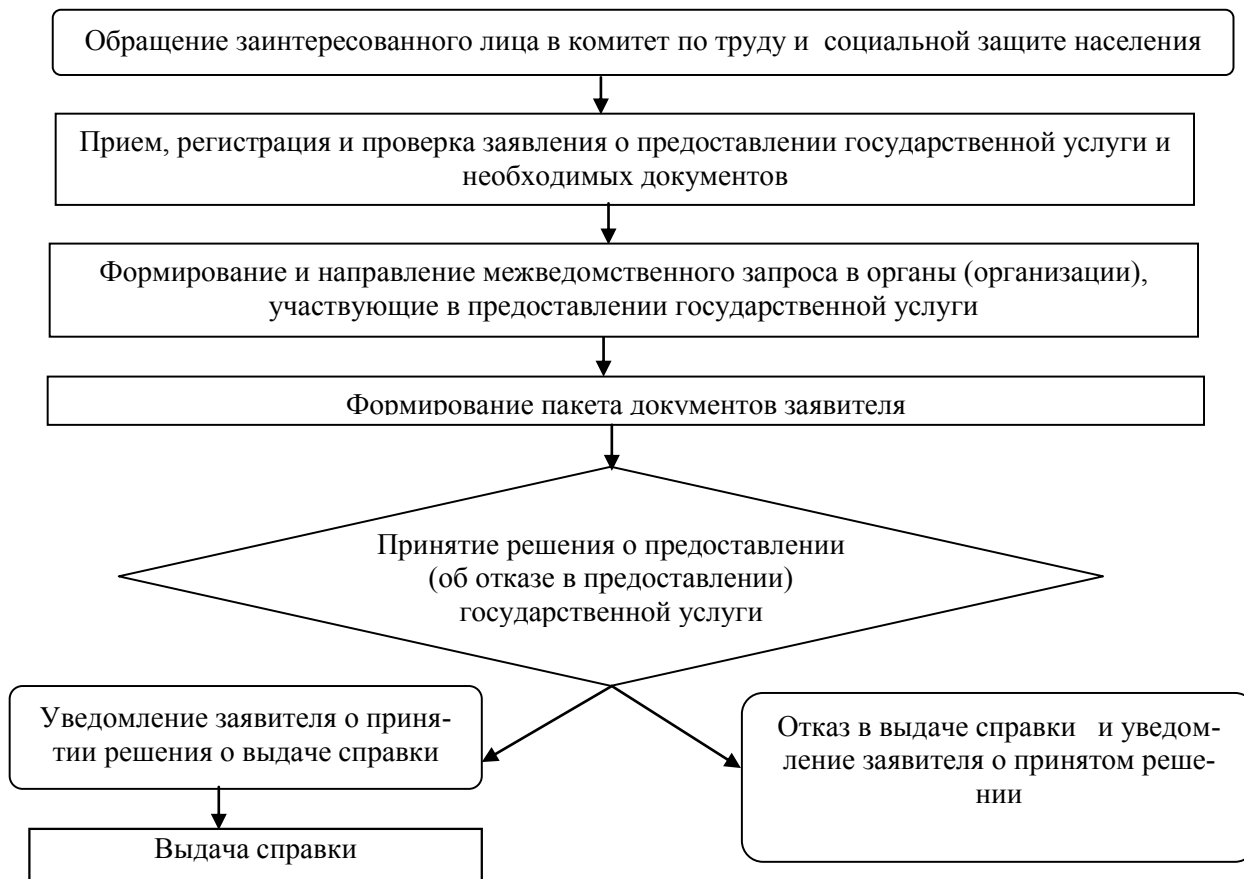 Обращение заинтересованного лица в комитет по труду и социальной защите населения
Прием, регистрация и проверка заявления о предоставлении государственной услуги и
необходимых документов
Формирование и направление межведомственного запроса в органы (организации),
участвующие в предоставлении государственной услуги
Формирование пакета документов заявителя
Принятие решения о предоставлении
(об отказе в предоставлении)
государственной услуги
Уведомление заявителя о приня-
тии решения о выдаче справки
Отказ в выдаче справки и уведом-
ление заявителя о принятом реше-
нии
Выдача справки